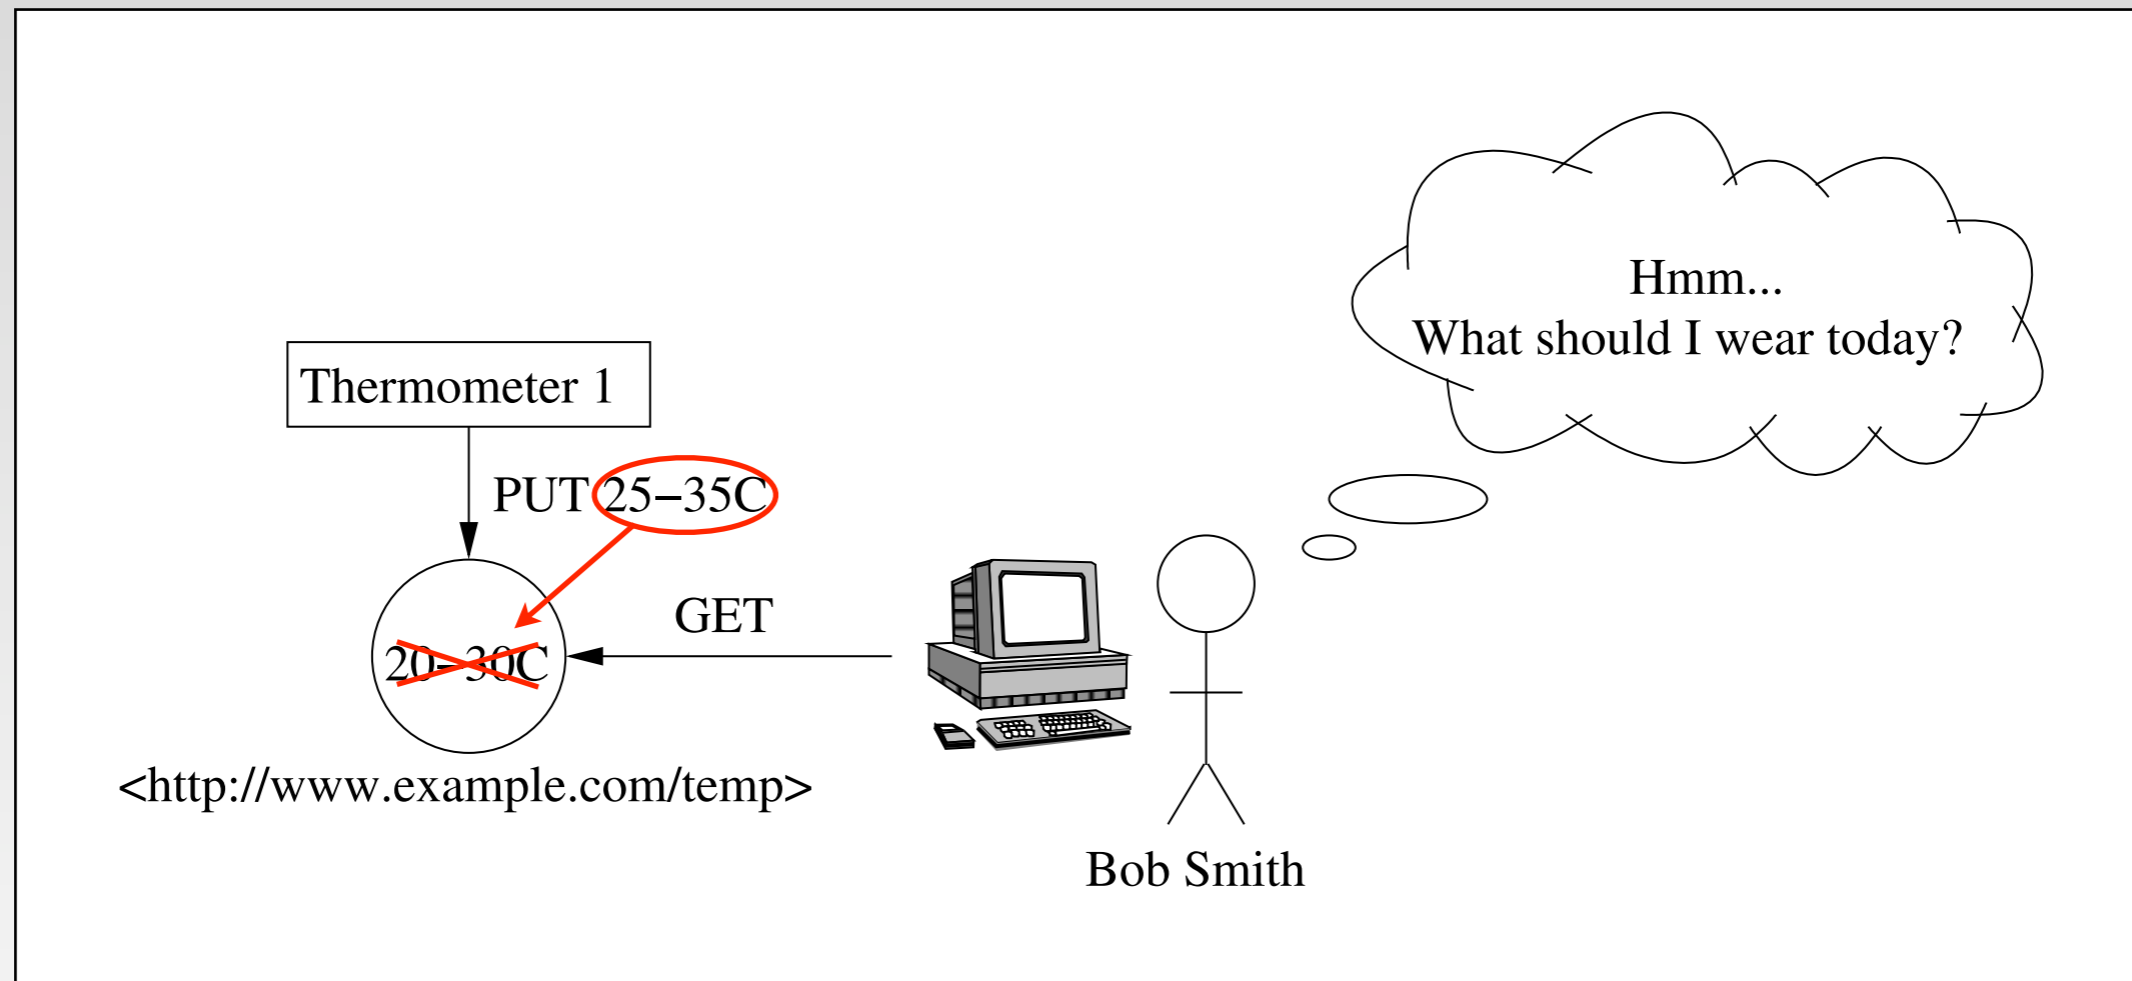 Hmm...
What should I wear today?
Thermometer 1
PUT 25–35C
GET
20–30C
<http://www.example.com/temp>
Bob Smith